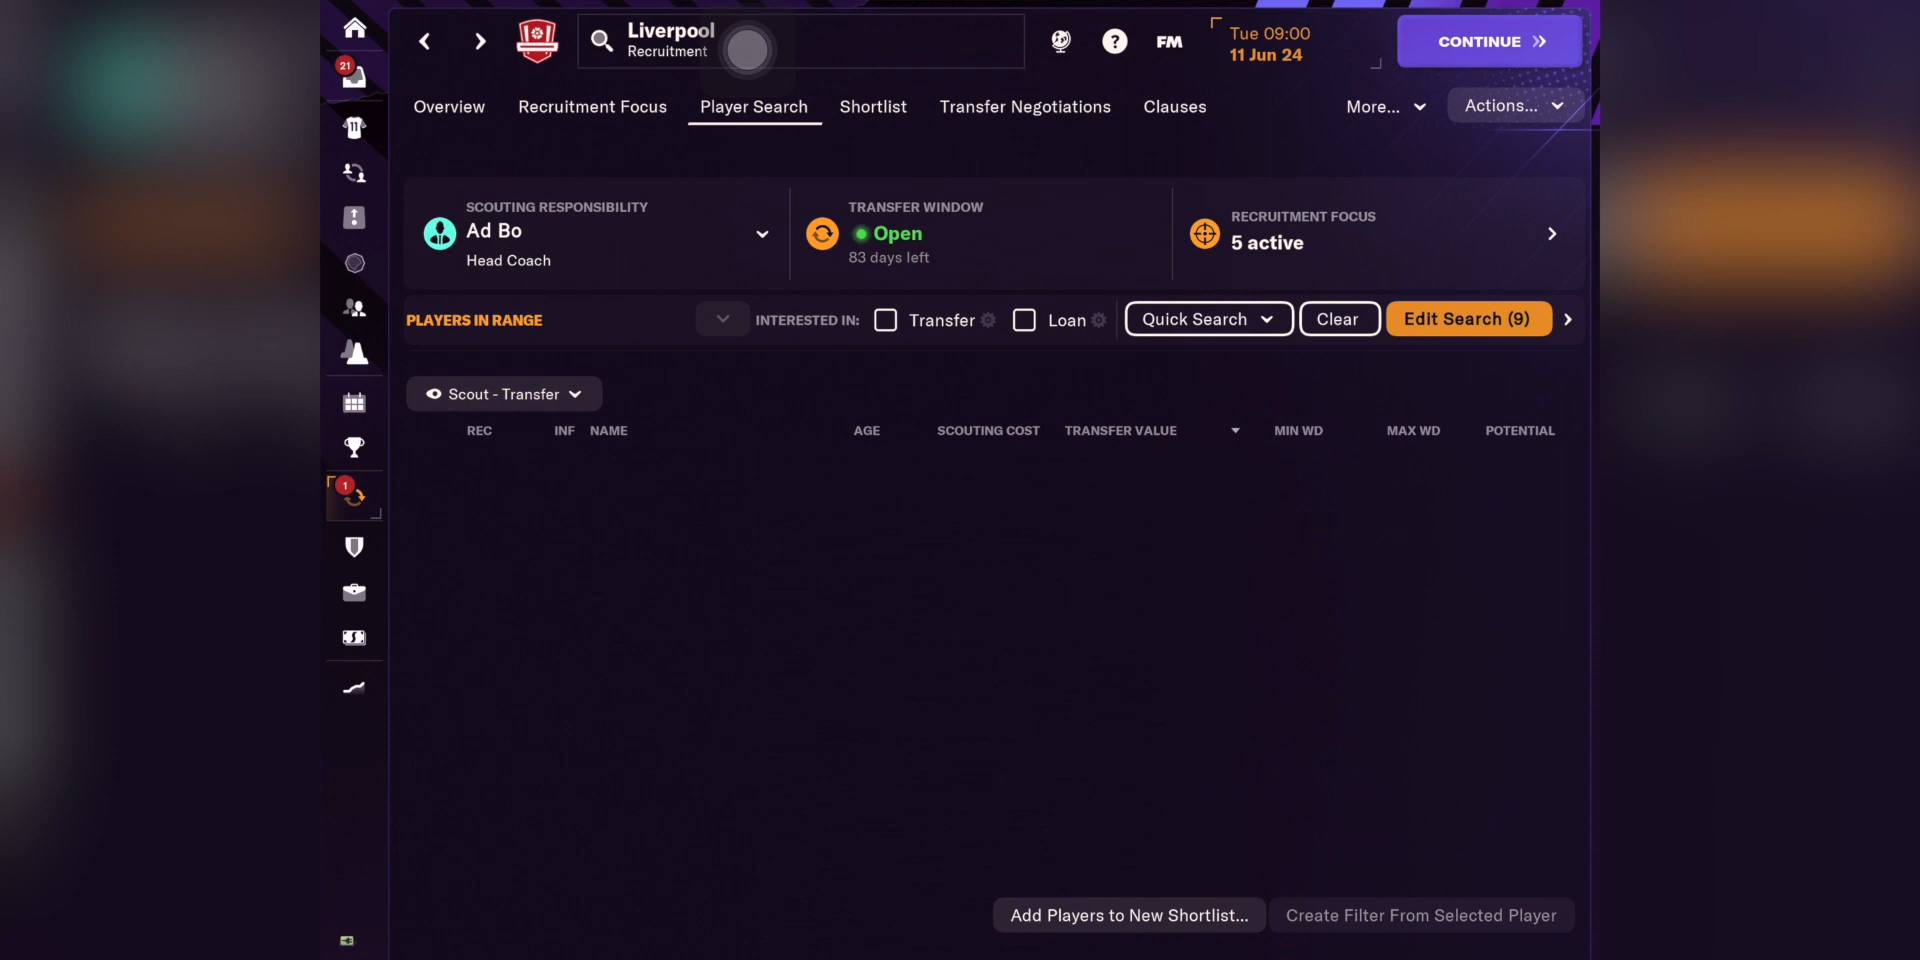 Liverpool
Recruitment
FM
Tue 09:00
11 Jun 24
CONTINUE
21
11
Overview
Recruitment Focus
Player Search
Shortlist
Transfer Negotiations
Clauses
More...
Actions...
SCOUTING RESPONSIBILITY
Ad Bo
Head Coach
TRANSFER WINDOW
Open
83 days left
RECRUITMENT FOCUS
5 active
PLAYERS IN RANGE
INTERESTED IN:
Transfer
Loan
Quick Search
Clear
Edit Search (9)
Scout - Transfer
REC
INF
NAME
AGE
SCOUTING COST
TRANSFER VALUE
MIN WD
MAX WD
POTENTIAL
1
Add Players to New Shortlist...
Create Filter From Selected Player